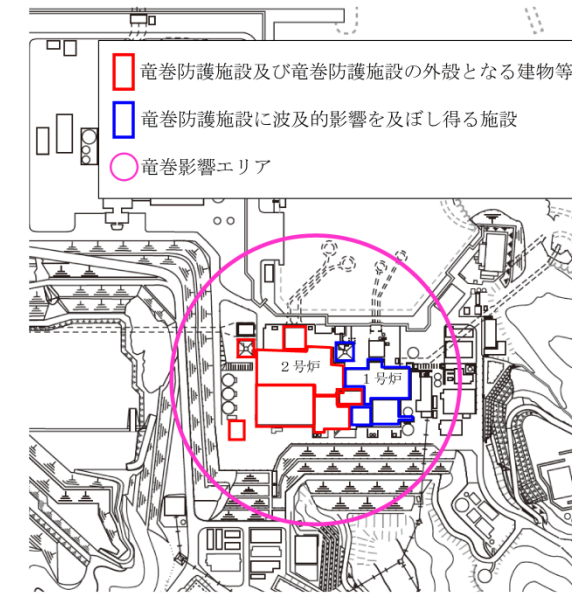 竜巻防護施設及び竜巻防護施設の外殻となる建物等
竜巻防護施設に波及的影響を及ぼし得る施設
竜巻影響エリア
2号炉
1号炉